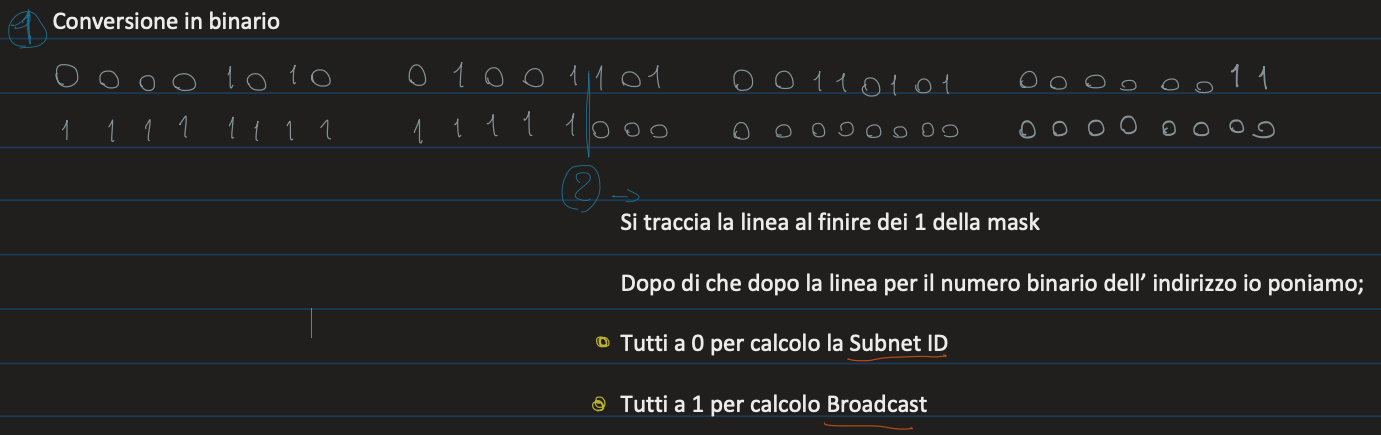 1 Conversione in binario
0 0 0 0 1 0 1 0 0 1 0 0 1 1 0 1 0 0 1 1 0 1 0 1 0 0 0 0 0 0 1 1
1 1 1 1 1 1 1 1 1 1 1 1 1 0 0 0 0 0 0 0 0 0 0 0 0 0 0 0 0 0 0 0
2 →
Si traccia la linea al finire dei 1 della mask
Dopo di che dopo la linea per il numero binario dell’ indirizzo io poniamo;
Tutti a 0 per calcolo la Subnet ID
Tutti a 1 per calcolo Broadcast